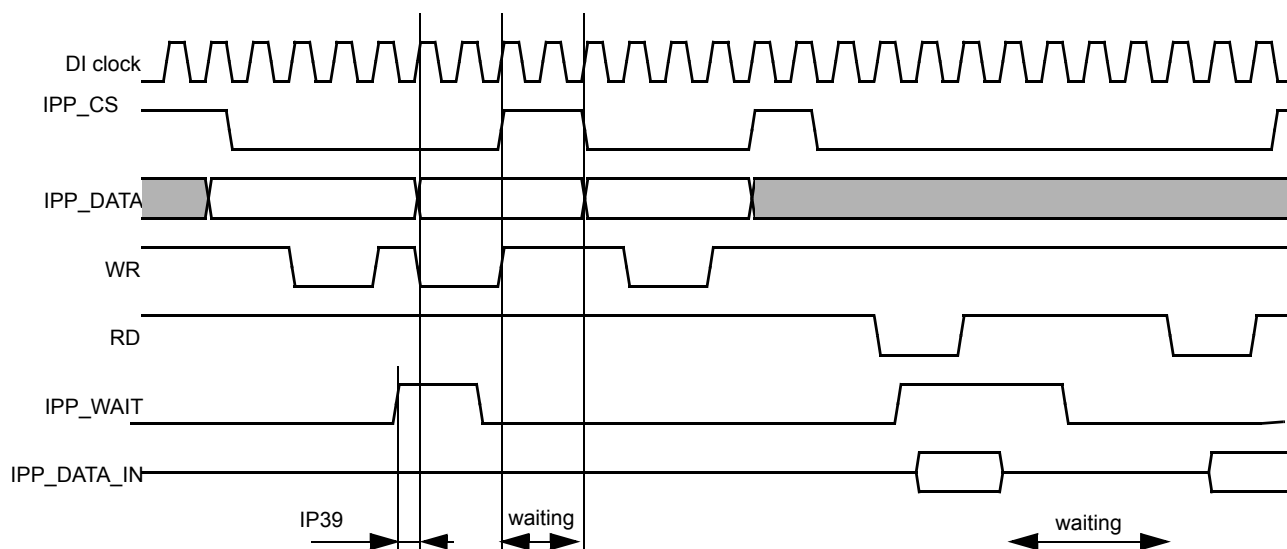 DI clock
IPP_CS
IPP_DATA
WR
RD
IPP_WAIT
IPP_DATA_IN
IP39
waiting
waiting